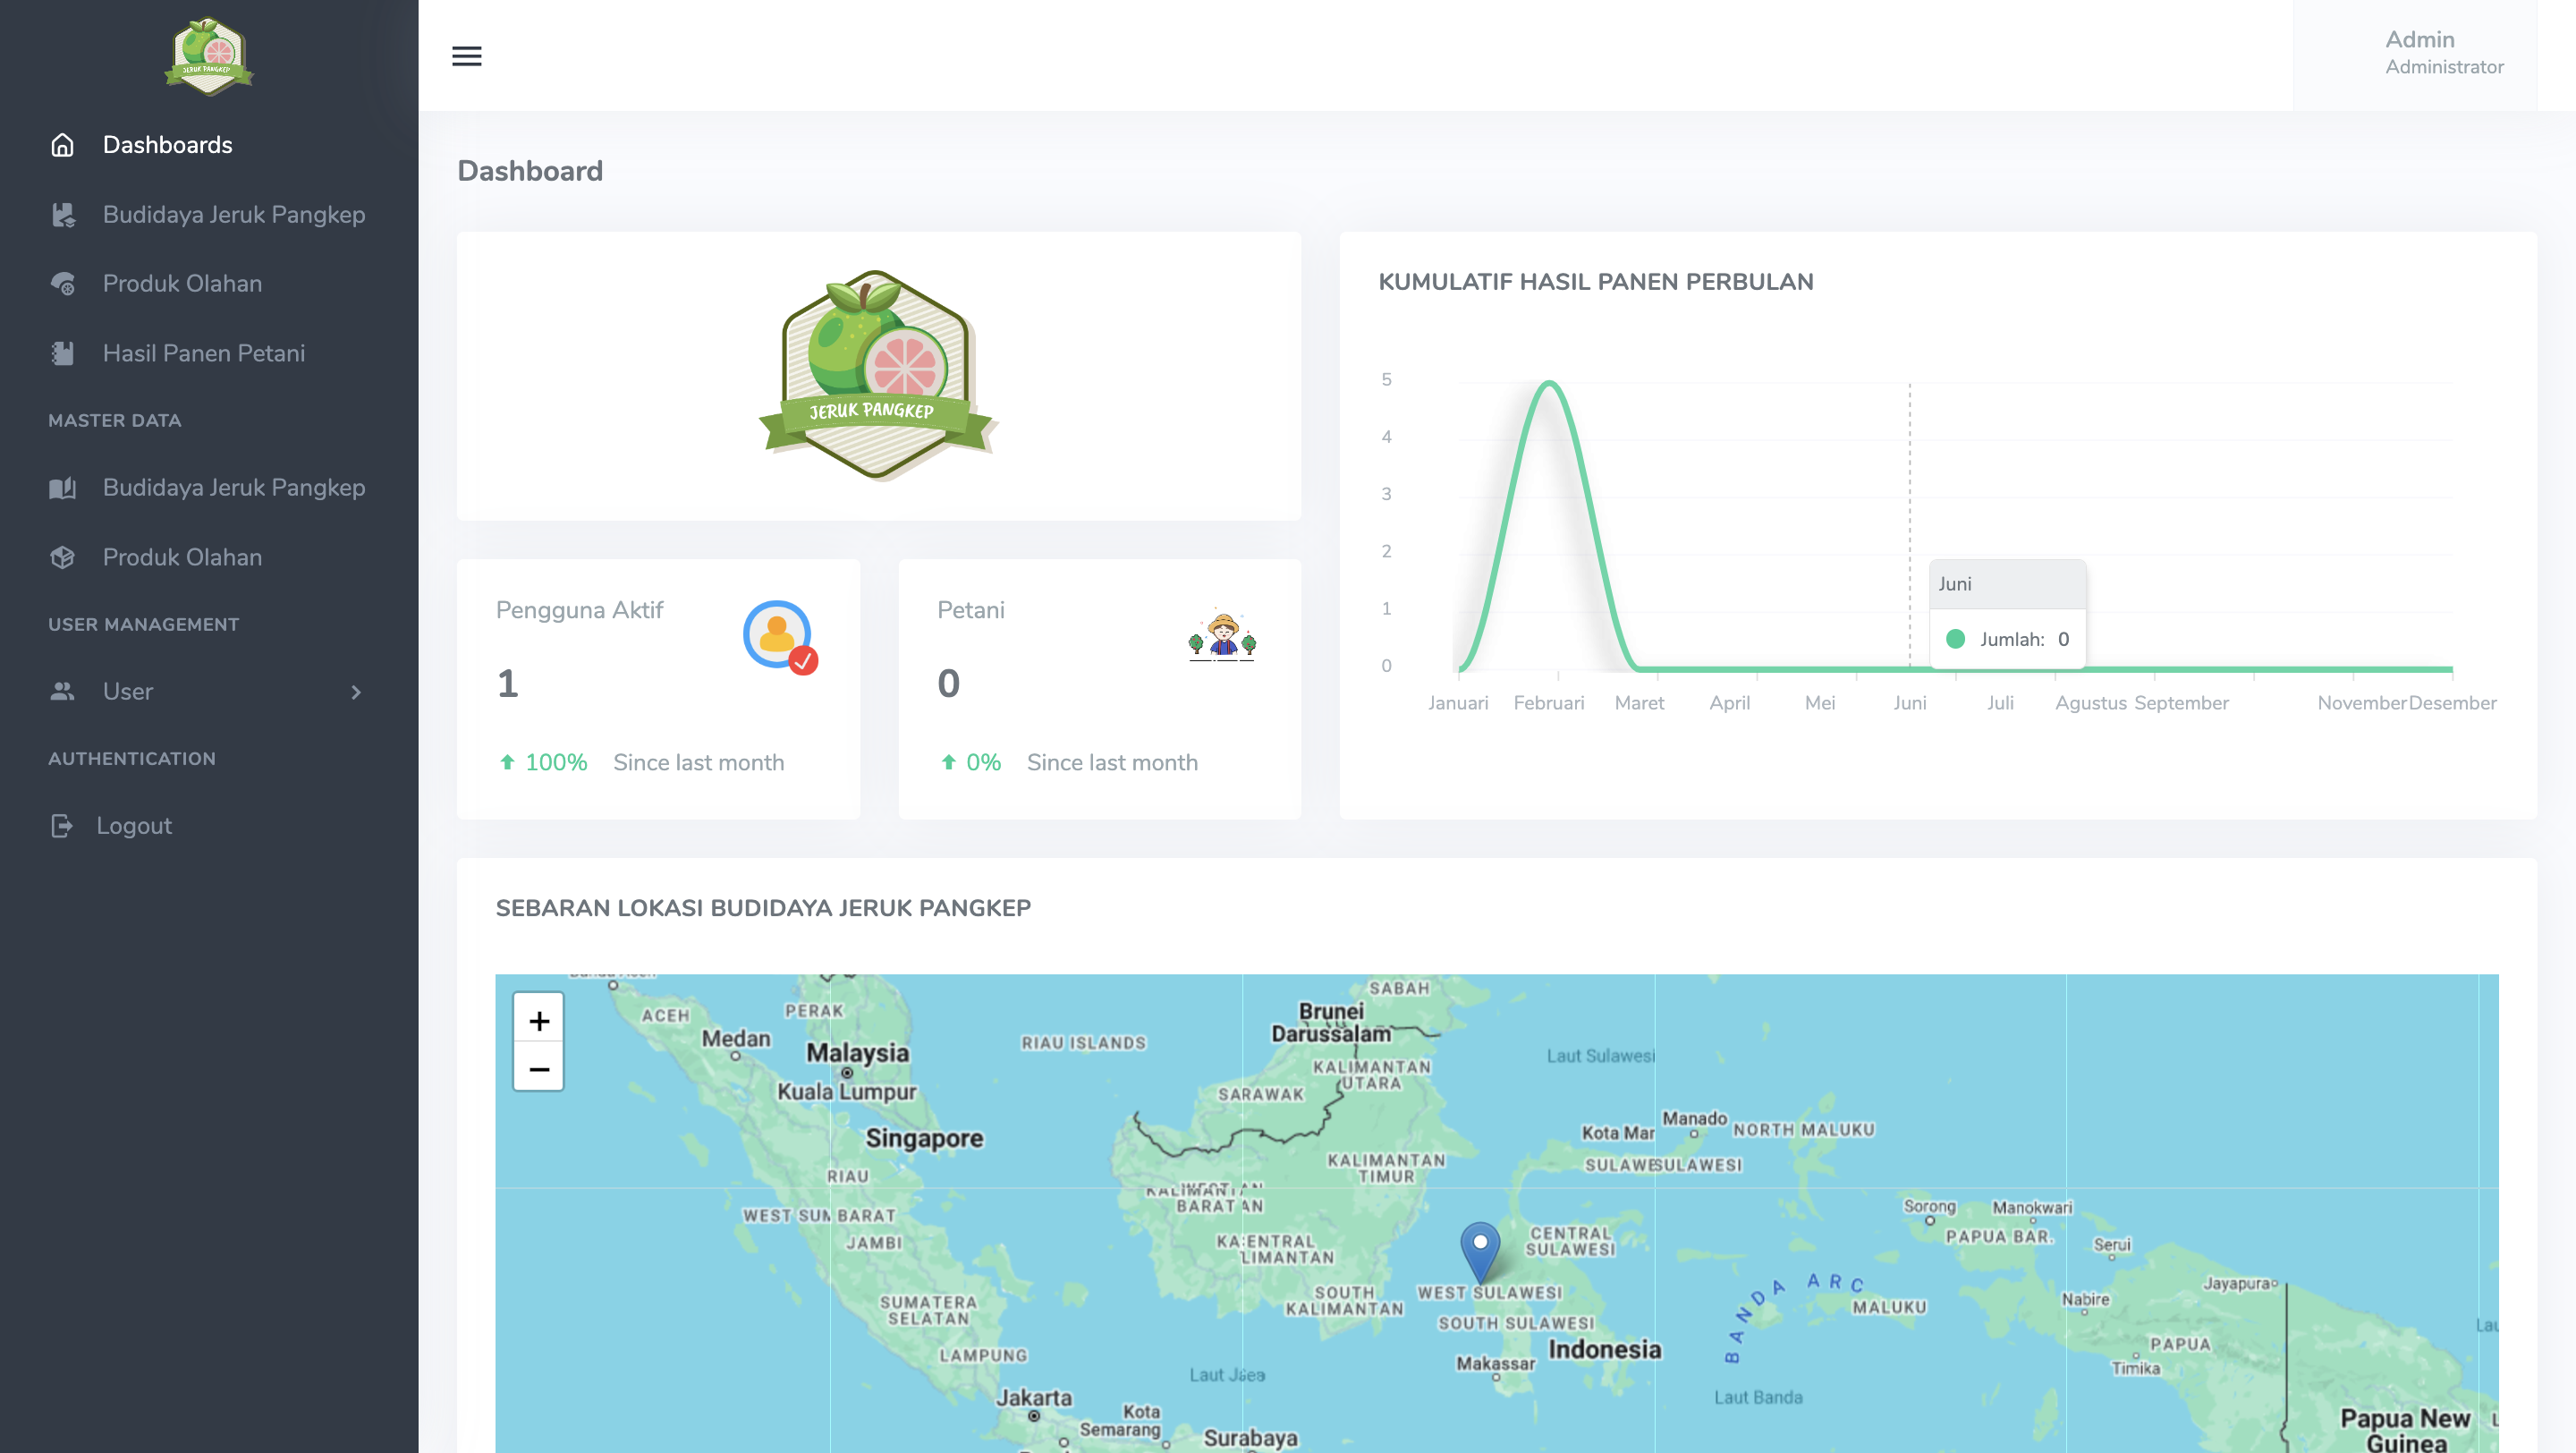 JERUK PANGKEP
Dashboards
Budidaya Jeruk Pangkep
Produk Olahan
Hasil Panen Petani
MASTER DATA
Budidaya Jeruk Pangkep
Produk Olahan
USER MANAGEMENT
User
AUTHENTICATION
Logout
Admin
Administrator
Dashboard
JERUK PANGKEP
Pengguna Aktif
1
100% Since last month
Petani
0
0% Since last month
KUMULATIF HASIL PANEN PERBULAN
5
4
3
2
1
0
Juni
Jumlah: 0
Januari Februari Maret April Mei Juni Juli Agustus September November Desember
SEBARAN LOKASI BUDIDAYA JERUK PANGKEP
+
−
ACEH
Medan
PERAK
Malaysia
Kuala Lumpur
Singapore
RIAU ISLANDS
SABAH
Brunei
Darussalam
KALIMANTAN
UTARA
SARAWAK
Laut Sulawesi
Manado
Kota Mar
NORTH MALUKU
SULAWESI
KALIMANTAN
TIMUR
RIAU
WEST SUM BARAT
JAMBI
BARAT
CENTRAL
SULAWESI
Sorong
Manokwari
PAPUA BAR.
Serui
SOUTH
KALIMANTAN
WEST SULAWESI
SOUTH SULAWESI
Indonesia
Makassar
BANDA ARC
MALUKU
Nabire
Jayapura
PAPUA
Timika
SUMATERA
SELATAN
LAMPUNG
Jakarta
Kota
Semarang
Surabaya
Laut Banda
Papua New
Guinea